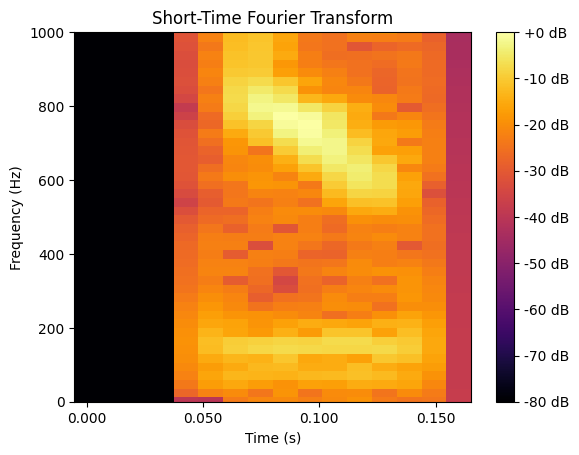 Short-Time Fourier Transform
Frequency (Hz)
1000
800
600
400
200
0
0.000
0.050
0.100
0.150
Time (s)
+0 dB
-10 dB
-20 dB
-30 dB
-40 dB
-50 dB
-60 dB
-70 dB
-80 dB